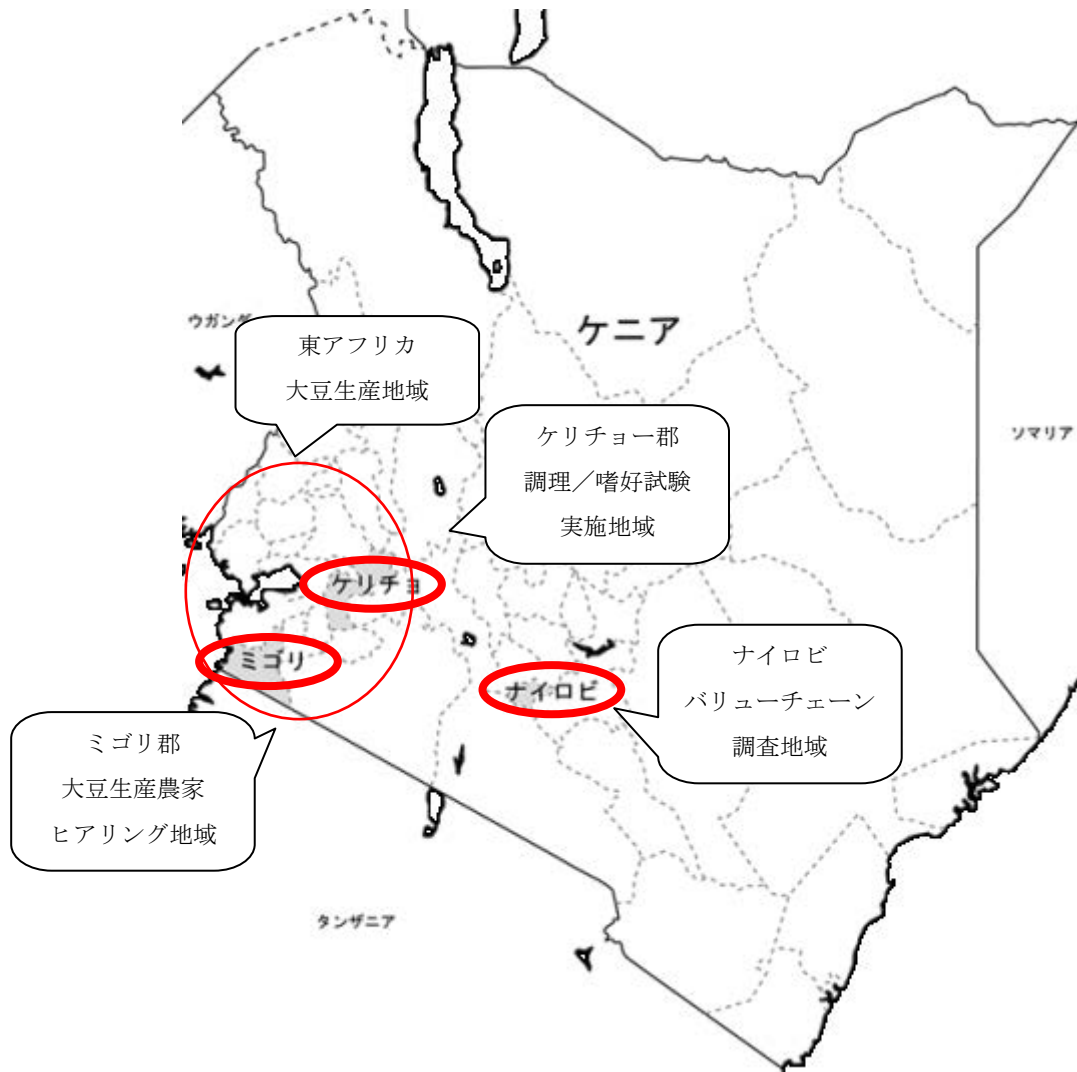 ケニア
ウガンダ
東アフリカ
大豆生産地域
ケリチョー郡
調理/嗜好試験
実施地域
ソマリア
ケリチョ
ミゴリ
ナイロビ
ナイロビ
バリューチェーン
調査地域
ミゴリ郡
大豆生産農家
ヒアリング地域
タンザニア